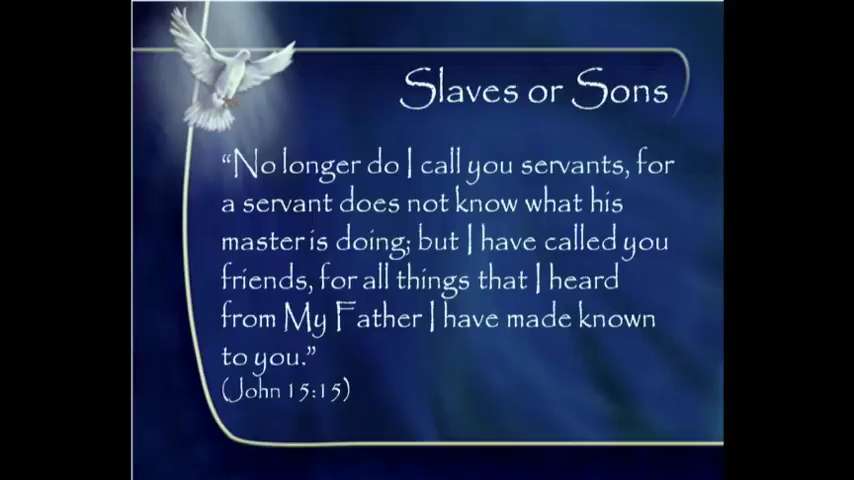 Slaves or Sons
“No longer do I call you servants, for
a servant does not know what his
master is doing; but I have called you
friends, for all things that I heard
from My Father I have made known
to you.”
(John 15:15)